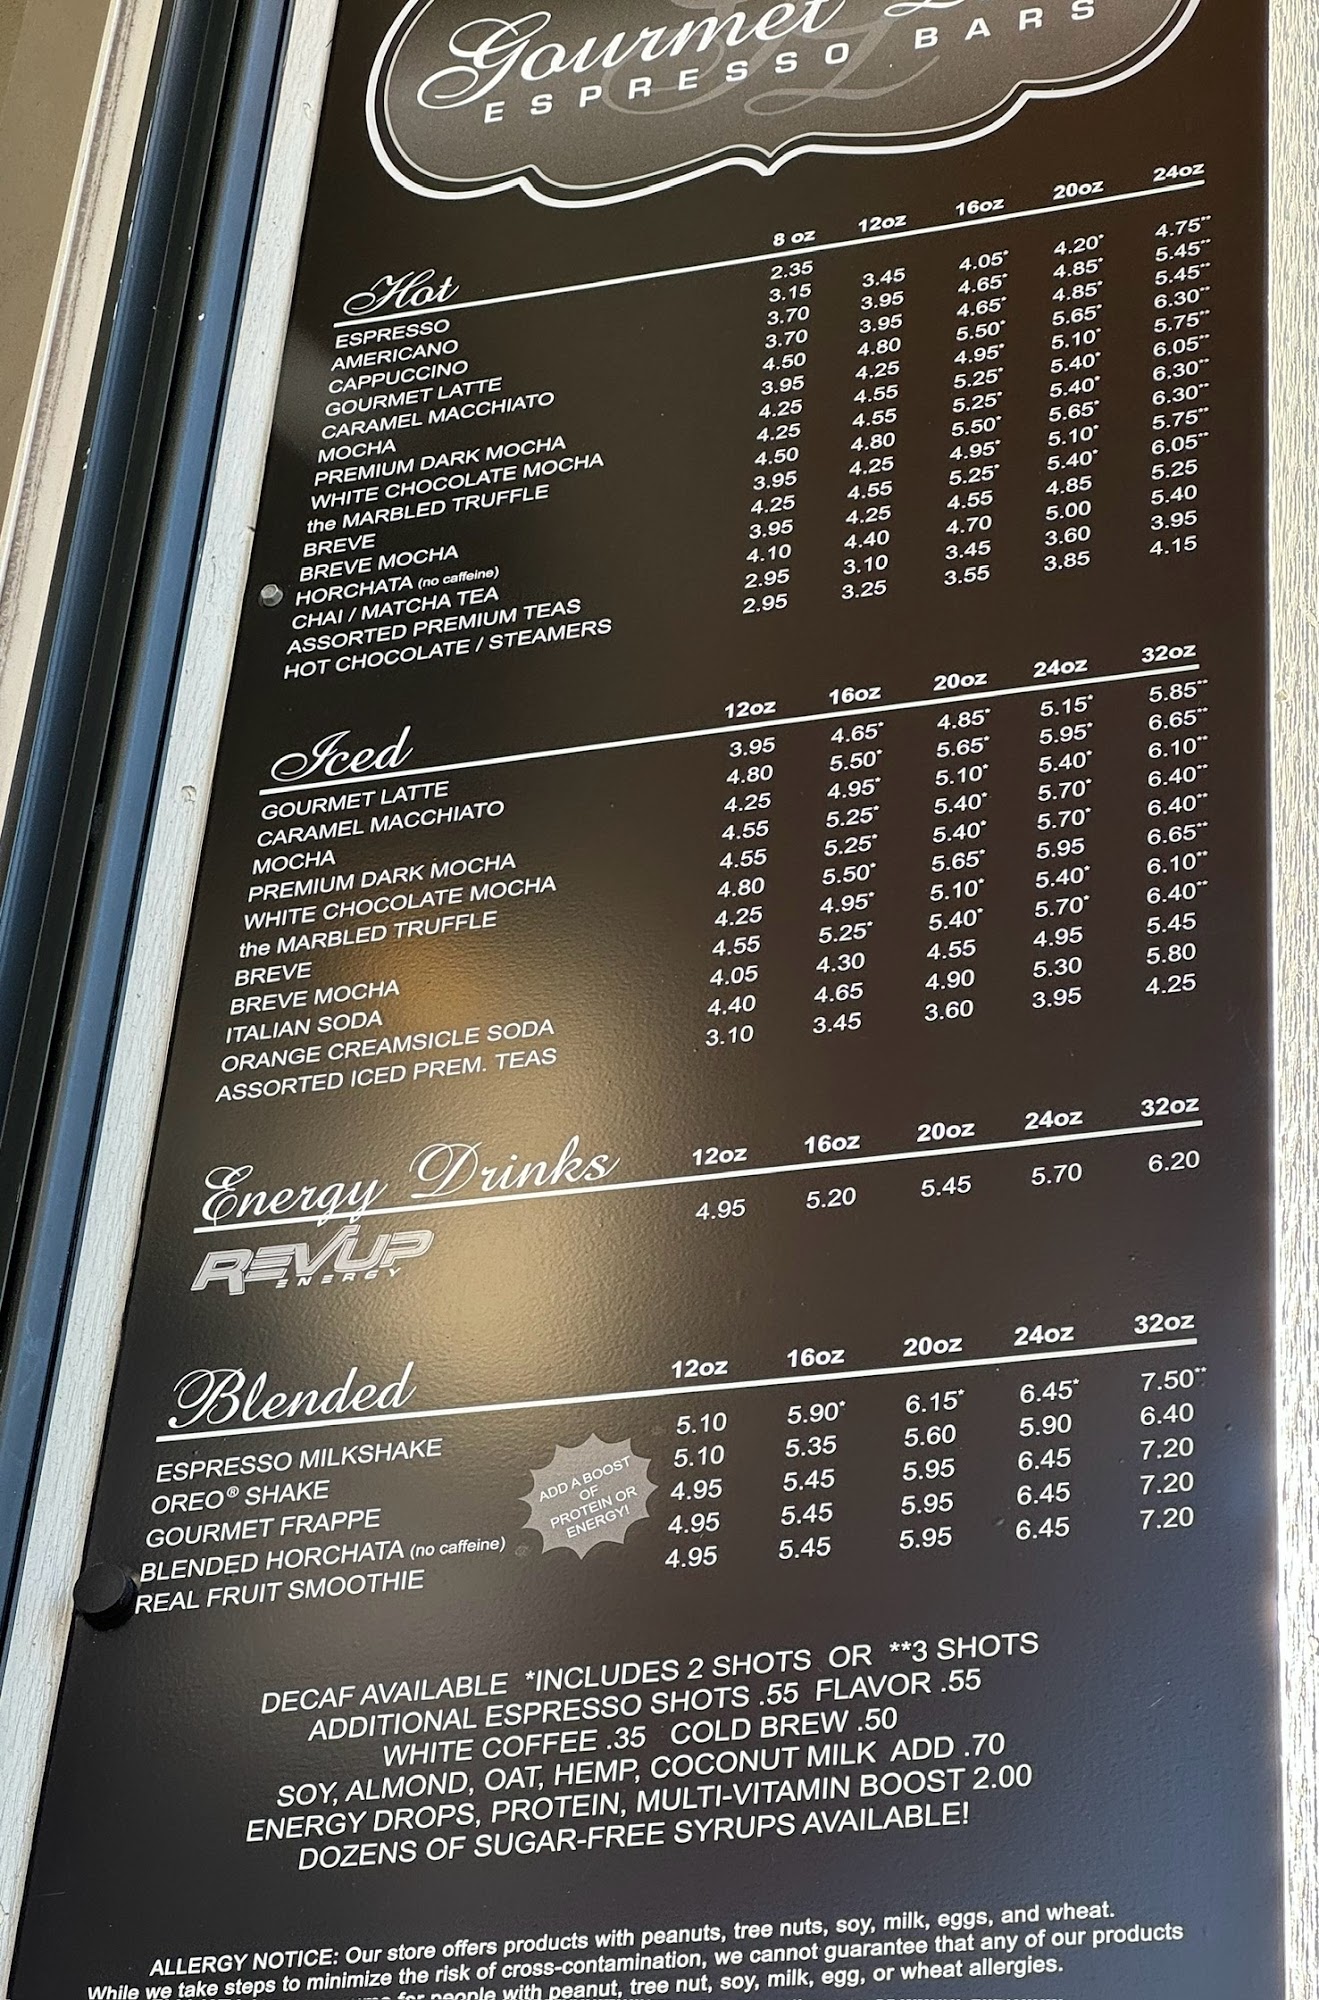 Gourmet
ESPRESSO BARS
Hot 8 oz 12oz 16oz 20oz 24oz
ESPRESSO 2.35
AMERICANO 3.15 3.45 4.05* 4.20* 4.75**
CAPPUCCINO 3.70 3.95 4.65* 4.85* 5.45**
GOURMET LATTE 3.70 3.95 4.65* 4.85* 5.45**
CARAMEL MACCHIATO 4.50 4.80 5.50* 5.65* 6.30**
MOCHA 3.95 4.25 4.95* 5.10* 5.75**
PREMIUM DARK MOCHA 4.25 4.55 5.25* 5.40* 6.05**
WHITE CHOCOLATE MOCHA 4.25 4.55 5.25* 5.40* 6.30**
the MARBLED TRUFFLE 4.50 4.80 5.50* 5.65* 6.30**
BREVE 3.95 4.25 4.95* 5.10* 5.75**
BREVE MOCHA 4.25 4.55 5.25* 5.40* 6.05**
HORCHATA (no caffeine) 3.95 4.25 4.55 4.85 5.25
CHAI / MATCHA TEA 4.10 4.40 4.70 5.00 5.40
ASSORTED PREMIUM TEAS 2.95 3.10 3.45 3.60 3.95
HOT CHOCOLATE / STEAMERS 2.95 3.25 3.55 3.85 4.15
Iced 12oz 16oz 20oz 24oz 32oz
GOURMET LATTE 3.95 4.65* 4.85* 5.15* 5.85**
CARAMEL MACCHIATO 4.80 5.50* 5.65* 5.95* 6.65**
MOCHA 4.25 4.95* 5.10* 5.40* 6.10**
PREMIUM DARK MOCHA 4.55 5.25* 5.40* 5.70* 6.40**
WHITE CHOCOLATE MOCHA 4.55 5.25* 5.40* 5.70* 6.40**
the MARBLED TRUFFLE 4.80 5.50* 5.65* 5.95 6.65**
BREVE 4.25 4.95* 5.10* 5.40* 6.10**
BREVE MOCHA 4.55 5.25* 5.40* 5.70* 6.40**
ITALIAN SODA 4.05 4.30 4.55 4.95 5.45
ORANGE CREAMSICLE SODA 4.40 4.65 4.90 5.30 5.80
ASSORTED ICED PREM. TEAS 3.10 3.45 3.60 3.95 4.25
Energy Drinks 12oz 16oz 20oz 24oz 32oz
REVUP ENERGY 4.95 5.20 5.45 5.70 6.20
Blended 12oz 16oz 20oz 24oz 32oz
ESPRESSO MILKSHAKE 5.10 5.90* 6.15* 6.45* 7.50**
OREO® SHAKE 5.10 5.35 5.60 5.90 6.40
GOURMET FRAPPE 4.95 5.45 5.95 6.45 7.20
BLENDED HORCHATA (no caffeine) 4.95 5.45 5.95 6.45 7.20
REAL FRUIT SMOOTHIE 4.95 5.45 5.95 6.45 7.20
ADD A BOOST
OF
PROTEIN OR
ENERGY!
DECAF AVAILABLE *INCLUDES 2 SHOTS OR **3 SHOTS
ADDITIONAL ESPRESSO SHOTS .55 FLAVOR .55
WHITE COFFEE .35 COLD BREW .50
SOY, ALMOND, OAT, HEMP, COCONUT MILK ADD .70
ENERGY DROPS, PROTEIN, MULTI-VITAMIN BOOST 2.00
DOZENS OF SUGAR-FREE SYRUPS AVAILABLE!
ALLERGY NOTICE: Our store offers products with peanuts, tree nuts, soy, milk, eggs, and wheat.
While we take steps to minimize the risk of cross-contamination, we cannot guarantee that any of our products
for people with peanut, tree nut, soy, milk, egg, or wheat allergies.